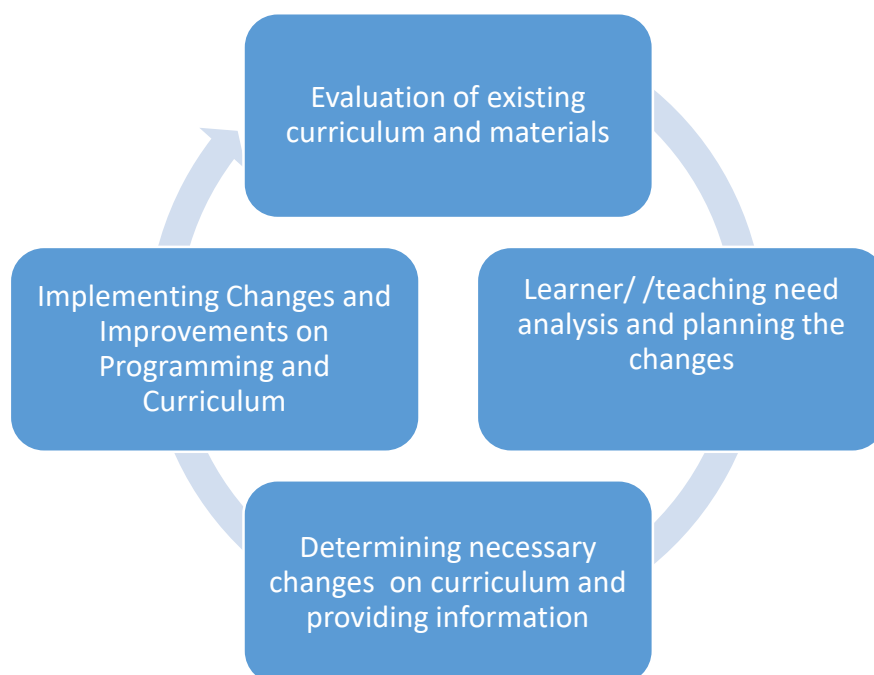 Evaluation of existing
curriculum and materials
Learner/ /teaching need
analysis and planning the
changes
Determining necessary
changes on curriculum and
providing information
Implementing Changes and
Improvements on
Programming and
Curriculum